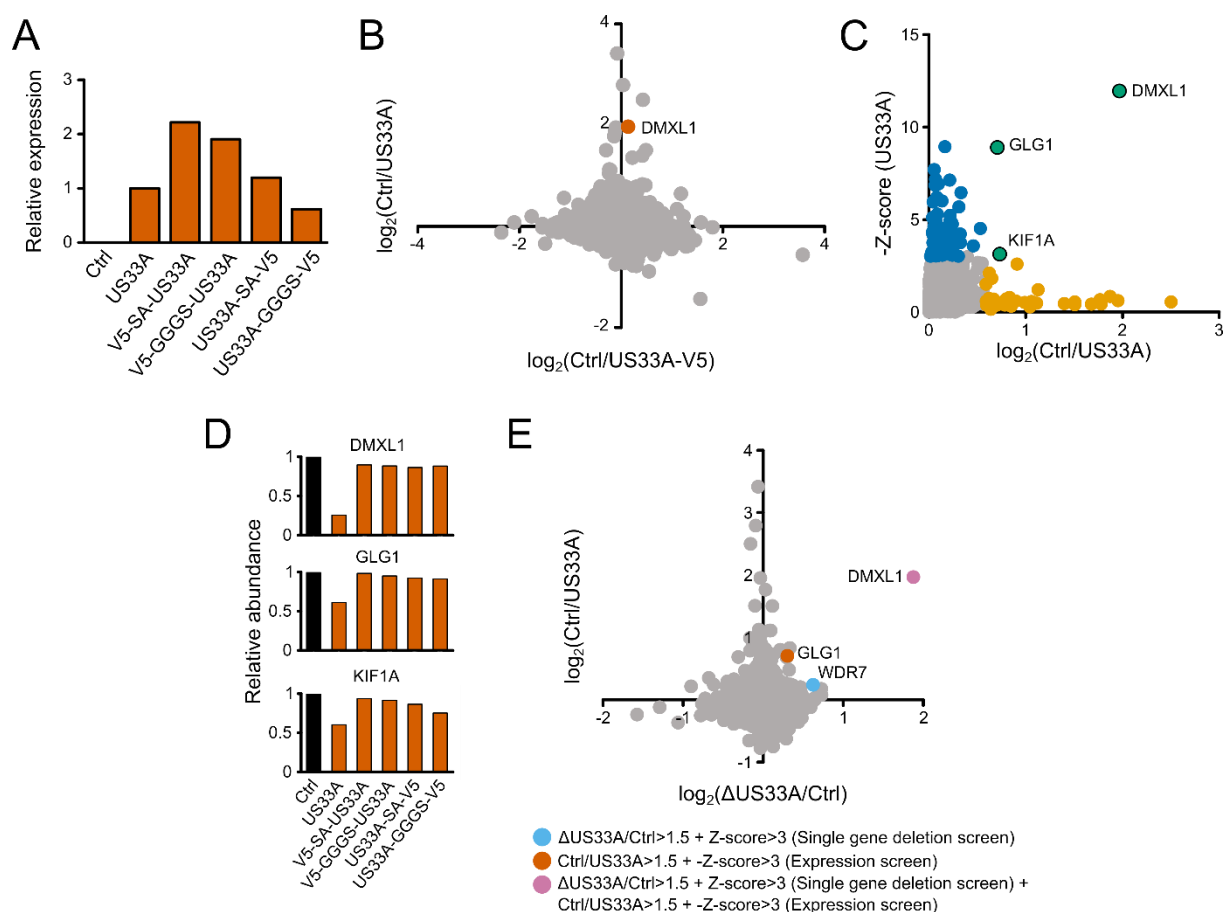 A
3
2
1
0
Relative expression
Ctrl
US33A
V5-SA-US33A
V5-GGGS-US33A
US33A-SA-V5
US33A-GGGS-V5
B
4
2
-2
-4
-2
2
4
DMXL1
log₂(Ctrl/US33A)
log₂(Ctrl/US33A-V5)
C
15
10
5
0
0
1
2
3
DMXL1
GLG1
KIF1A
-Z-score (US33A)
log₂(Ctrl/US33A)
D
DMXL1
1
0.5
0
GLG1
1
0.5
0
KIF1A
1
0.5
0
Relative abundance
Ctrl
US33A
V5-SA-US33A
V5-GGGS-US33A
US33A-SA-V5
US33A-GGGS-V5
E
4
3
2
1
-1
-2
-1
1
2
DMXL1
GLG1
WDR7
log₂(Ctrl/US33A)
log₂(ΔUS33A/Ctrl)
ΔUS33A/Ctrl>1.5 + Z-score>3 (Single gene deletion screen)
Ctrl/US33A>1.5 + -Z-score>3 (Expression screen)
ΔUS33A/Ctrl>1.5 + Z-score>3 (Single gene deletion screen) +
Ctrl/US33A>1.5 + -Z-score>3 (Expression screen)